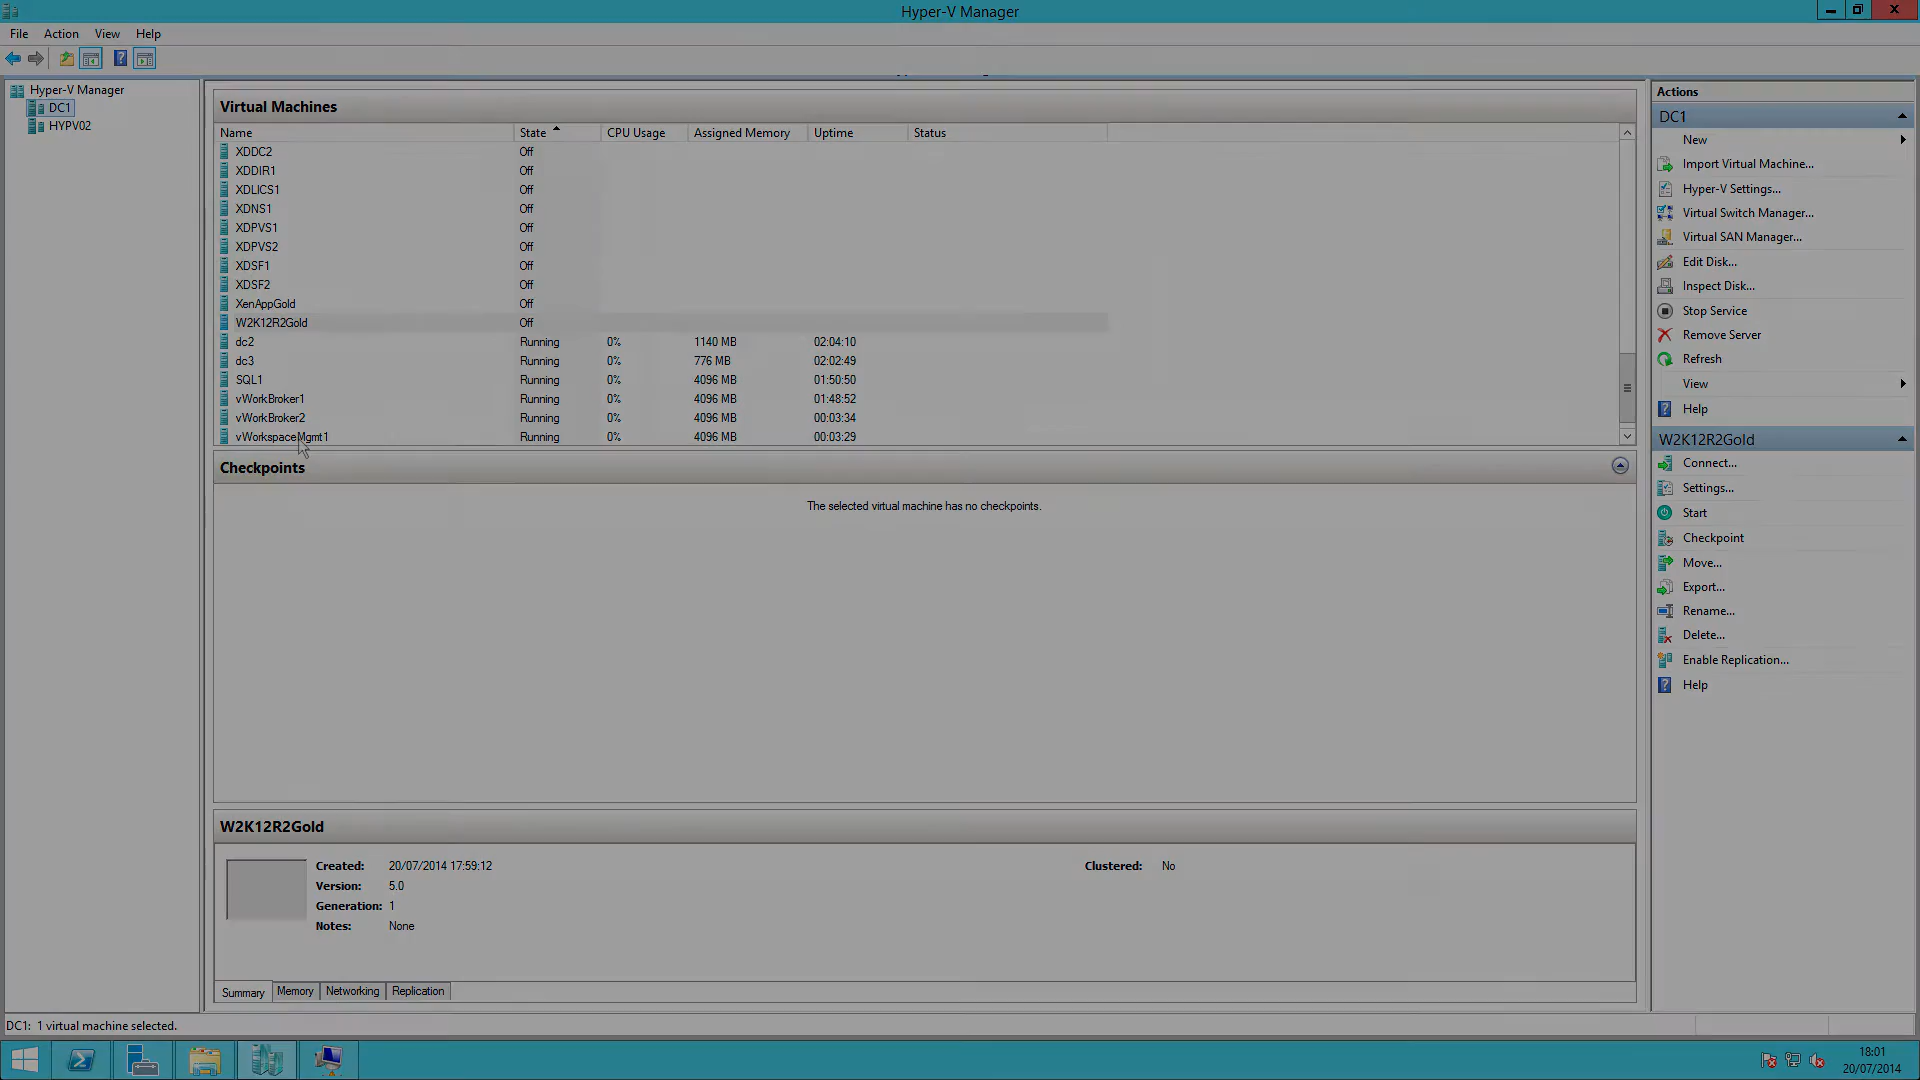 Hyper-V Manager
File Action View Help
Hyper-V Manager
DC1
HYPV02
Virtual Machines
Name State CPU Usage Assigned Memory Uptime Status
XDDC2 Off
XDDIR1 Off
XDLICS1 Off
XDNS1 Off
XDPVS1 Off
XDPVS2 Off
XDSF1 Off
XDSF2 Off
XenAppGold Off
W2K12R2Gold Off
dc2 Running 0% 1140 MB 02:04:10
dc3 Running 0% 776 MB 02:02:49
SQL1 Running 0% 4096 MB 01:50:50
vWorkBroker1 Running 0% 4096 MB 01:48:52
vWorkBroker2 Running 0% 4096 MB 00:03:34
vWorkspaceMgmt1 Running 0% 4096 MB 00:03:29
Checkpoints
The selected virtual machine has no checkpoints.
W2K12R2Gold
Created: 20/07/2014 17:59:12 Clustered: No
Version: 5.0
Generation: 1
Notes: None
Summary Memory Networking Replication
Actions
DC1
New
Import Virtual Machine...
Hyper-V Settings...
Virtual Switch Manager...
Virtual SAN Manager...
Edit Disk...
Inspect Disk...
Stop Service
Remove Server
Refresh
View
Help
W2K12R2Gold
Connect...
Settings...
Start
Checkpoint
Move...
Export...
Rename...
Delete...
Enable Replication...
Help
DC1: 1 virtual machine selected.
18:01
20/07/2014